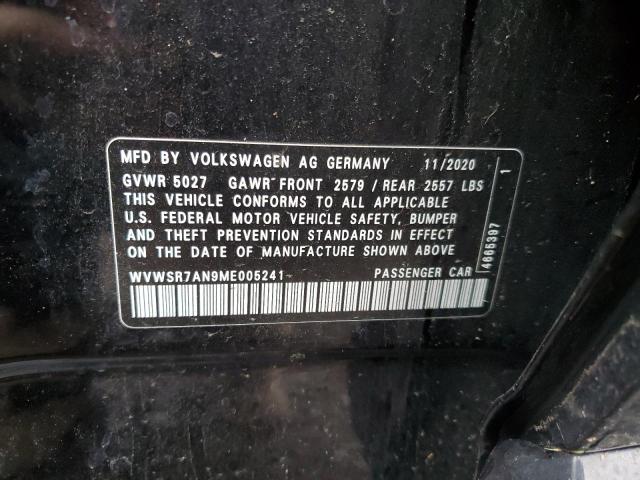 MFD BY VOLKSWAGEN AG GERMANY 11/2020
GVWR 5027 GAWR FRONT 2579 / REAR 2557 LBS
THIS VEHICLE CONFORMS TO ALL APPLICABLE
U.S. FEDERAL MOTOR VEHICLE SAFETY, BUMPER
AND THEFT PREVENTION STANDARDS IN EFFECT
ON THE DATE OF MANUFACTURE SHOWN ABOVE
WVWSR7AN9ME005241 PASSENGER CAR
4665397 1